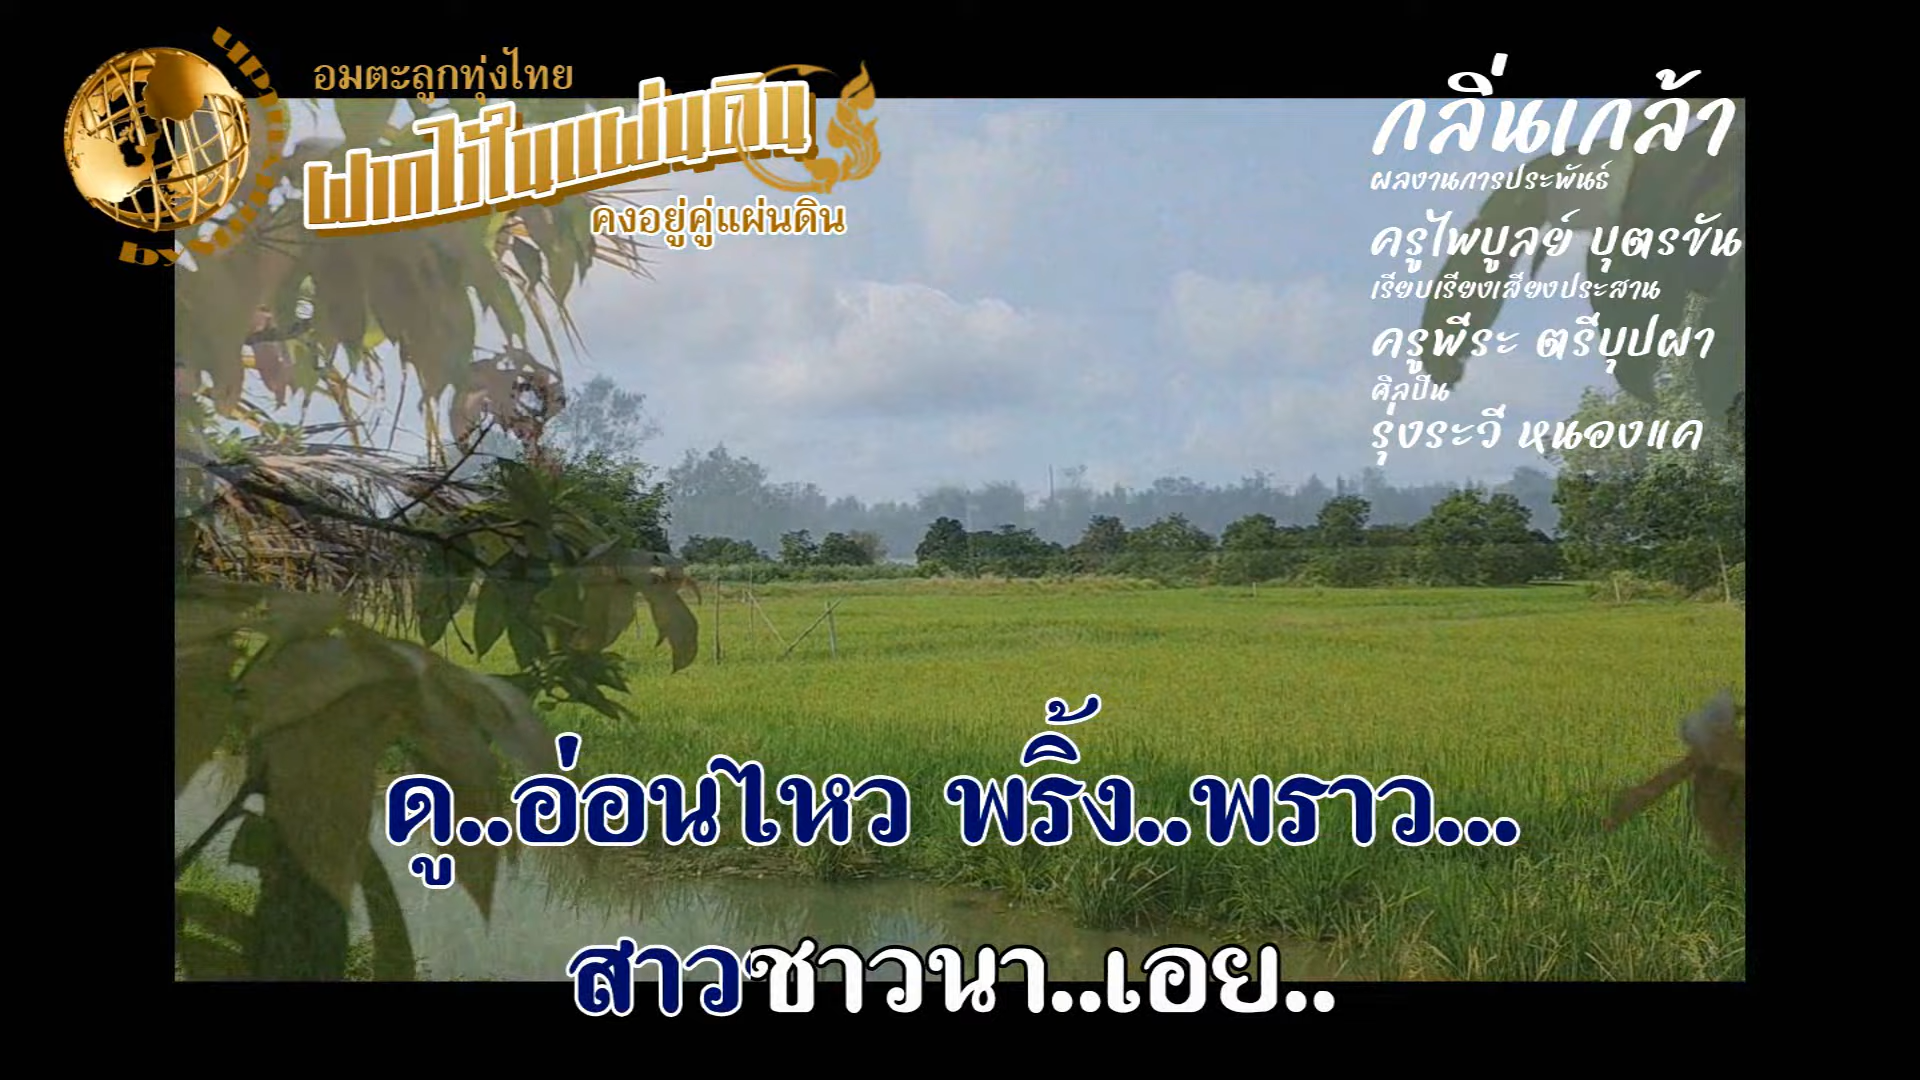 อมตะลูกทุ่งไทย
ฝากไว้ในแผ่นดิน
คงอยู่คู่แผ่นดิน
กลิ่นเกล้า
ผลงานการประพันธ์
ครูไพบูลย์ บุตรขัน
เรียบเรียงเสียงประสาน
ครูพีระ ตรีบุปผา
ศิลปิน
รุ่งระวี หนองแค
ดู..อ่อนไหว พริ้ง..พราว...
สาวชาวนา..เอย..